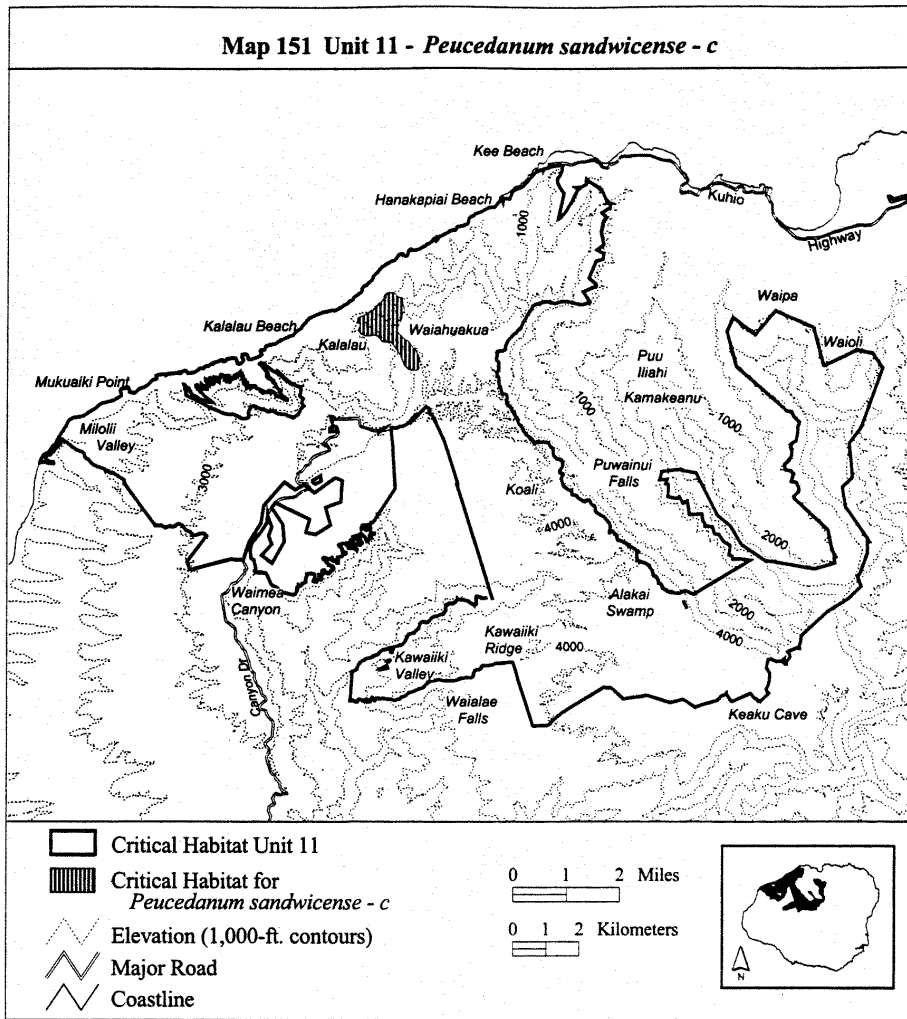 Map 151 Unit 11 - Peucedanum sandwicense - c
Kee Beach
Hanakapiai Beach
Kuhio
Highway
1000
Waipa
Kalalau Beach
Waiahuakua
Kalalau
Waioli
Puu
Iliahi
Mukuaiki Point
Kamakeanu
1000
1000
Milolii
Valley
3000
Puwainui
Falls
Koali
4000
2000
Waimea
Canyon
Alakai
Swamp
2000
4000
Kawaiiki
Ridge
4000
Kawaiiki
Valley
Canyon Dr
Waialae
Falls
Keaku Cave
Critical Habitat Unit 11
Critical Habitat for
Peucedanum sandwicense - c
Elevation (1,000-ft. contours)
Major Road
Coastline
0 1 2 Miles
0 1 2 Kilometers
N